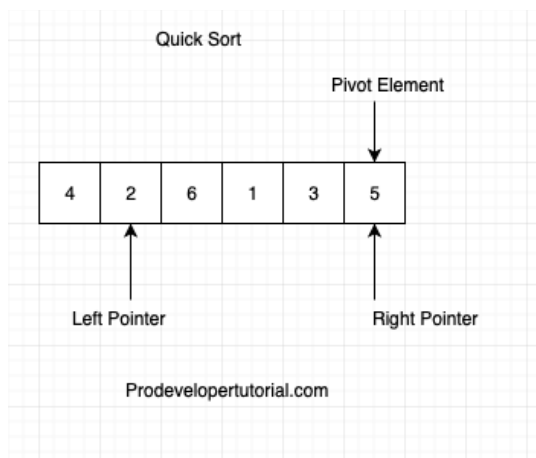 Quick Sort
Pivot Element
4 2 6 1 3 5
Left Pointer Right Pointer
Prodevelopertutorial.com